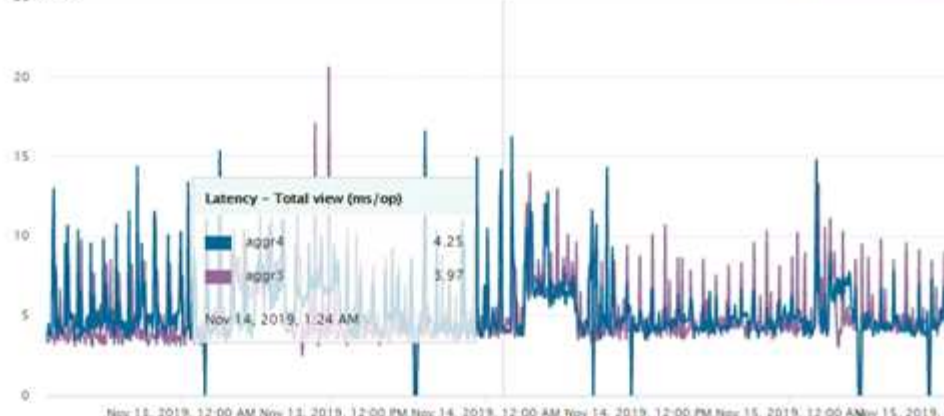 20
15
Latency - Total view (ms/op)
10
aggr4 4.25
aggr3 3.97
Nov 14, 2019, 1:24 AM
5
0
Nov 13, 2019, 12:00 AM Nov 13, 2019, 12:00 PM Nov 14, 2019, 12:00 AM Nov 14, 2019, 12:00 PM Nov 15, 2019, 12:00 AM Nov 15, 2019,